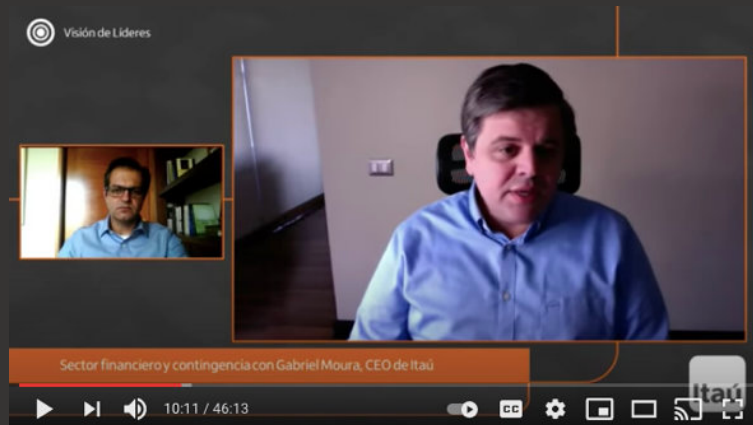 Visión de Líderes
Sector financiero y contingencia con Gabriel Moura, CEO de Itaú
Itaú
10:11 / 46:13
CC